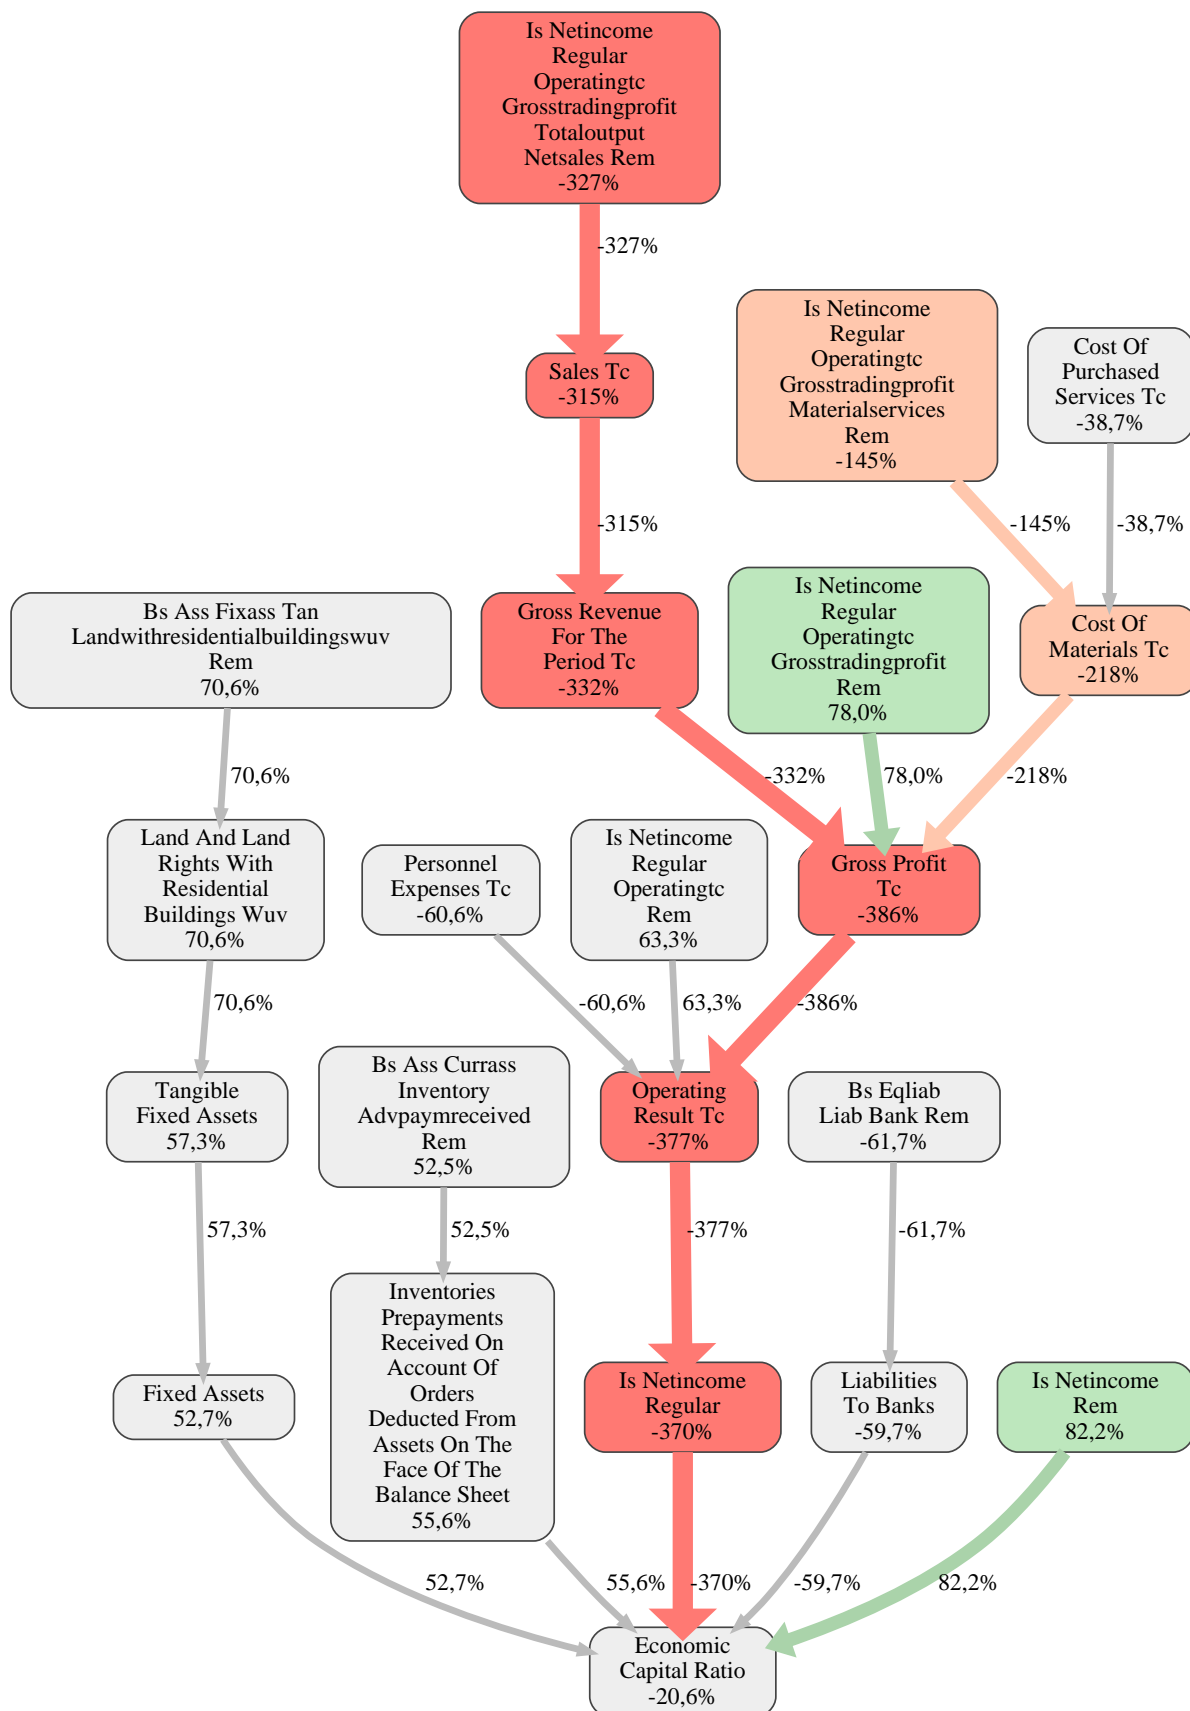 Is Netincome
Regular
Operatingtc
Grosstradingprofit
Totaloutput
Netsales Rem
-327%
-327%
Is Netincome
Regular
Operatingtc
Grosstradingprofit
Materialservices
Rem
-145%
Cost Of
Purchased
Services Tc
-38,7%
Sales Tc
-315%
-315%
-145%
-38,7%
Bs Ass Fixass Tan
Landwithresidentialbuildingswuv
Rem
70,6%
Gross Revenue
For The
Period Tc
-332%
Is Netincome
Regular
Operatingtc
Grosstradingprofit
Rem
78,0%
Cost Of
Materials Tc
-218%
70,6%
-332%
78,0%
-218%
Land And Land
Rights With
Residential
Buildings Wuv
70,6%
Personnel
Expenses Tc
-60,6%
Is Netincome
Regular
Operatingtc
Rem
63,3%
Gross Profit
Tc
-386%
70,6%
-60,6%
63,3%
-386%
Tangible
Fixed Assets
57,3%
Bs Ass Currass
Inventory
Advpaymreceived
Rem
52,5%
Operating
Result Tc
-377%
Bs Eqliab
Liab Bank Rem
-61,7%
57,3%
52,5%
-377%
-61,7%
Fixed Assets
52,7%
Inventories
Prepayments
Received On
Account Of
Orders
Deducted From
Assets On The
Face Of The
Balance Sheet
55,6%
Is Netincome
Regular
-370%
Liabilities
To Banks
-59,7%
Is Netincome
Rem
82,2%
52,7%
55,6%
-370%
-59,7%
82,2%
Economic
Capital Ratio
-20,6%